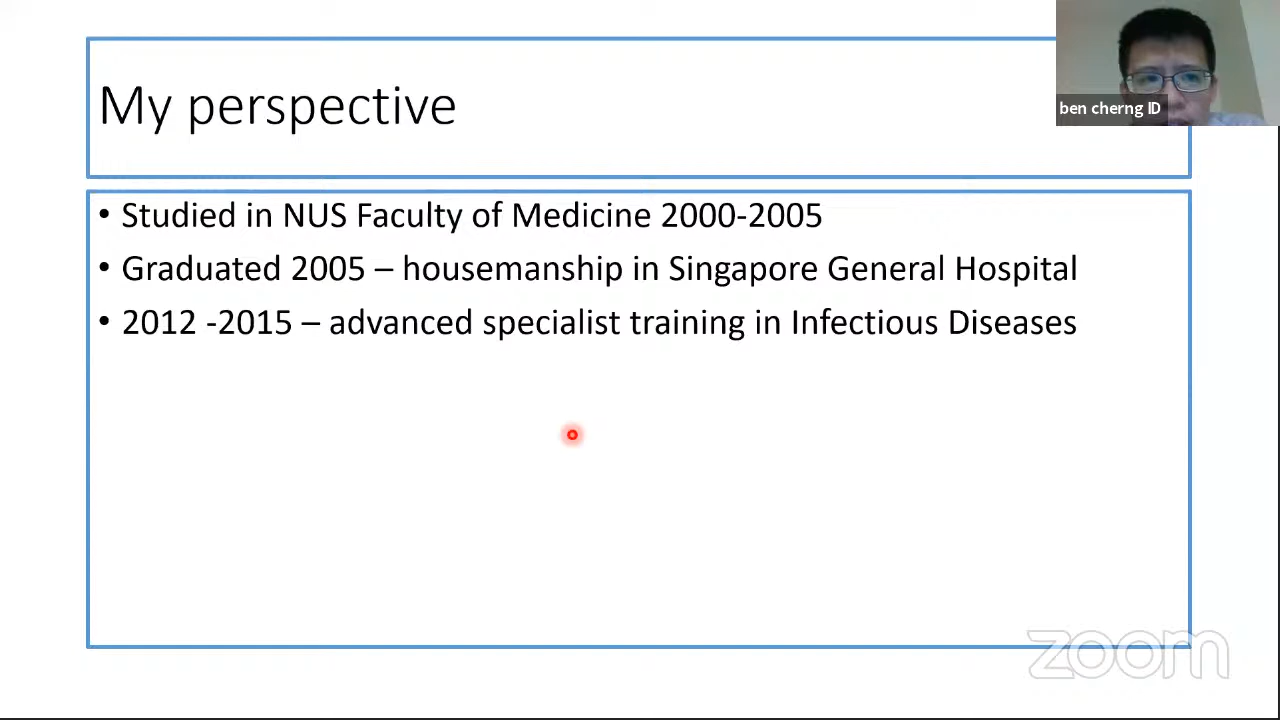 My perspective
ben cherng ID
• Studied in NUS Faculty of Medicine 2000-2005
• Graduated 2005 – housemanship in Singapore General Hospital
• 2012 -2015 – advanced specialist training in Infectious Diseases
zoom